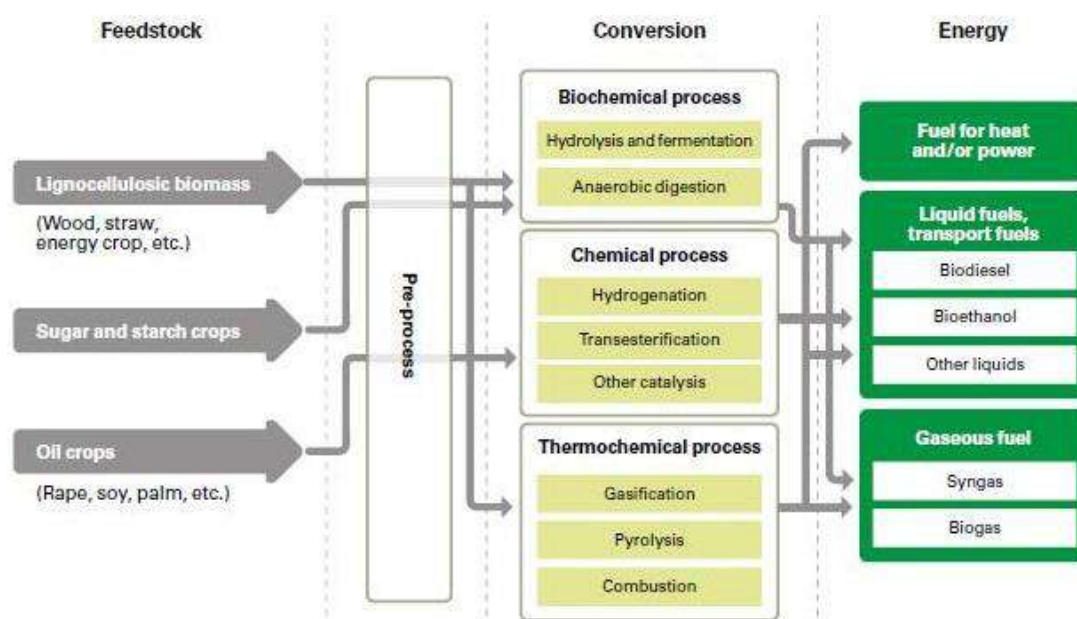 Feedstock
Conversion
Energy
Lignocellulosic biomass
(Wood, straw,
energy crop, etc.)
Sugar and starch crops
Oil crops
(Rape, soy, palm, etc.)
Pre-process
Biochemical process
Hydrolysis and fermentation
Anaerobic digestion
Chemical process
Hydrogenation
Transesterification
Other catalysis
Thermochemical process
Gasification
Pyrolysis
Combustion
Fuel for heat
and/or power
Liquid fuels,
transport fuels
Biodiesel
Bioethanol
Other liquids
Gaseous fuel
Syngas
Biogas